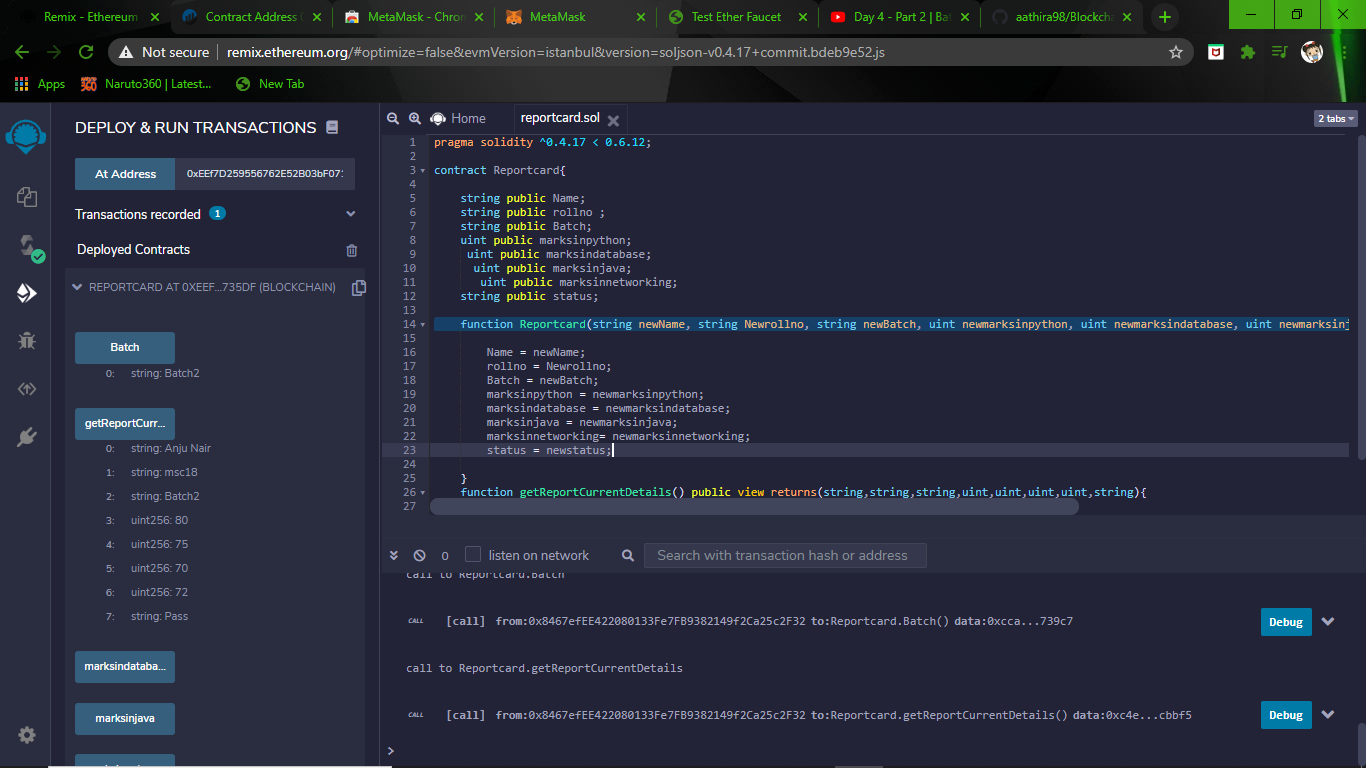 Remix - Ethereum
Contract Address
MetaMask - Chron
MetaMask
Test Ether Faucet
Day 4 - Part 2 | Bat
aathira98/Blockcha
Not secure
remix.ethereum.org/#optimize=false&evmVersion=istanbul&version=soljson-v0.4.17+commit.bdeb9e52.js
Apps
Naruto360 | Latest...
New Tab
DEPLOY & RUN TRANSACTIONS
At Address
0xEEf7D259556762E52B03bF071
Transactions recorded
1
Deployed Contracts
REPORTCARD AT 0XEEF...735DF (BLOCKCHAIN)
Batch
0: string: Batch2
getReportCurr...
0: string: Anju Nair
1: string: msc18
2: string: Batch2
3: uint256: 80
4: uint256: 75
5: uint256: 70
6: uint256: 72
7: string: Pass
marksindataba...
marksinjava
Home
reportcard.sol
2 tabs
1 pragma solidity ^0.4.17 < 0.6.12;
2
3 contract Reportcard{
4
5 string public Name;
6 string public rollno ;
7 string public Batch;
8 uint public marksinpython;
9 uint public marksindatabase;
10 uint public marksinjava;
11 uint public marksinnetworking;
12 string public status;
13
14 function Reportcard(string newName, string Newrollno, string newBatch, uint newmarksinpython, uint newmarksindatabase, uint newmarksinj
15
16 Name = newName;
17 rollno = Newrollno;
18 Batch = newBatch;
19 marksinpython = newmarksinpython;
20 marksindatabase = newmarksindatabase;
21 marksinjava = newmarksinjava;
22 marksinnetworking= newmarksinnetworking;
23 status = newstatus;
24
25 }
26 function getReportCurrentDetails() public view returns(string,string,string,uint,uint,uint,uint,string){
27
0
listen on network
Search with transaction hash or address
call to Reportcard.Batch
CALL [call] from:0x8467efEE422080133Fe7FB9382149f2Ca25c2F32 to:Reportcard.Batch() data:0xcca...739c7
Debug
call to Reportcard.getReportCurrentDetails
CALL [call] from:0x8467efEE422080133Fe7FB9382149f2Ca25c2F32 to:Reportcard.getReportCurrentDetails() data:0xc4e...cbbf5
Debug
>